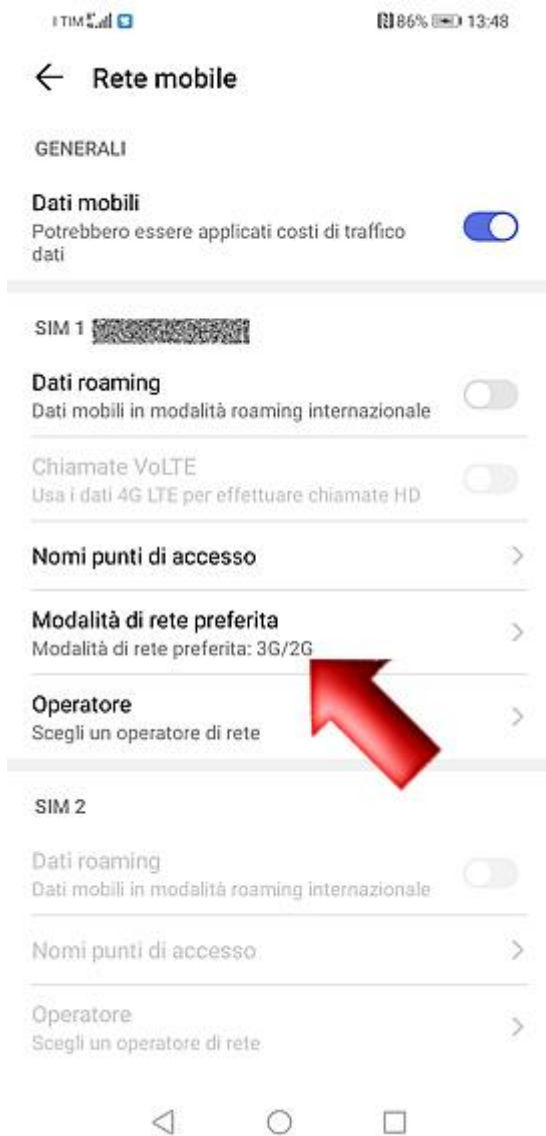 TIM 86% 13:48
Rete mobile
GENERALI
Dati mobili
Potrebbero essere applicati costi di traffico
dati
SIM 1
Dati roaming
Dati mobili in modalità roaming internazionale
Chiamate VoLTE
Usa i dati 4G LTE per effettuare chiamate HD
Nomi punti di accesso
Modalità di rete preferita
Modalità di rete preferita: 3G/2G
Operatore
Scegli un operatore di rete
SIM 2
Dati roaming
Dati mobili in modalità roaming internazionale
Nomi punti di accesso
Operatore
Scegli un operatore di rete